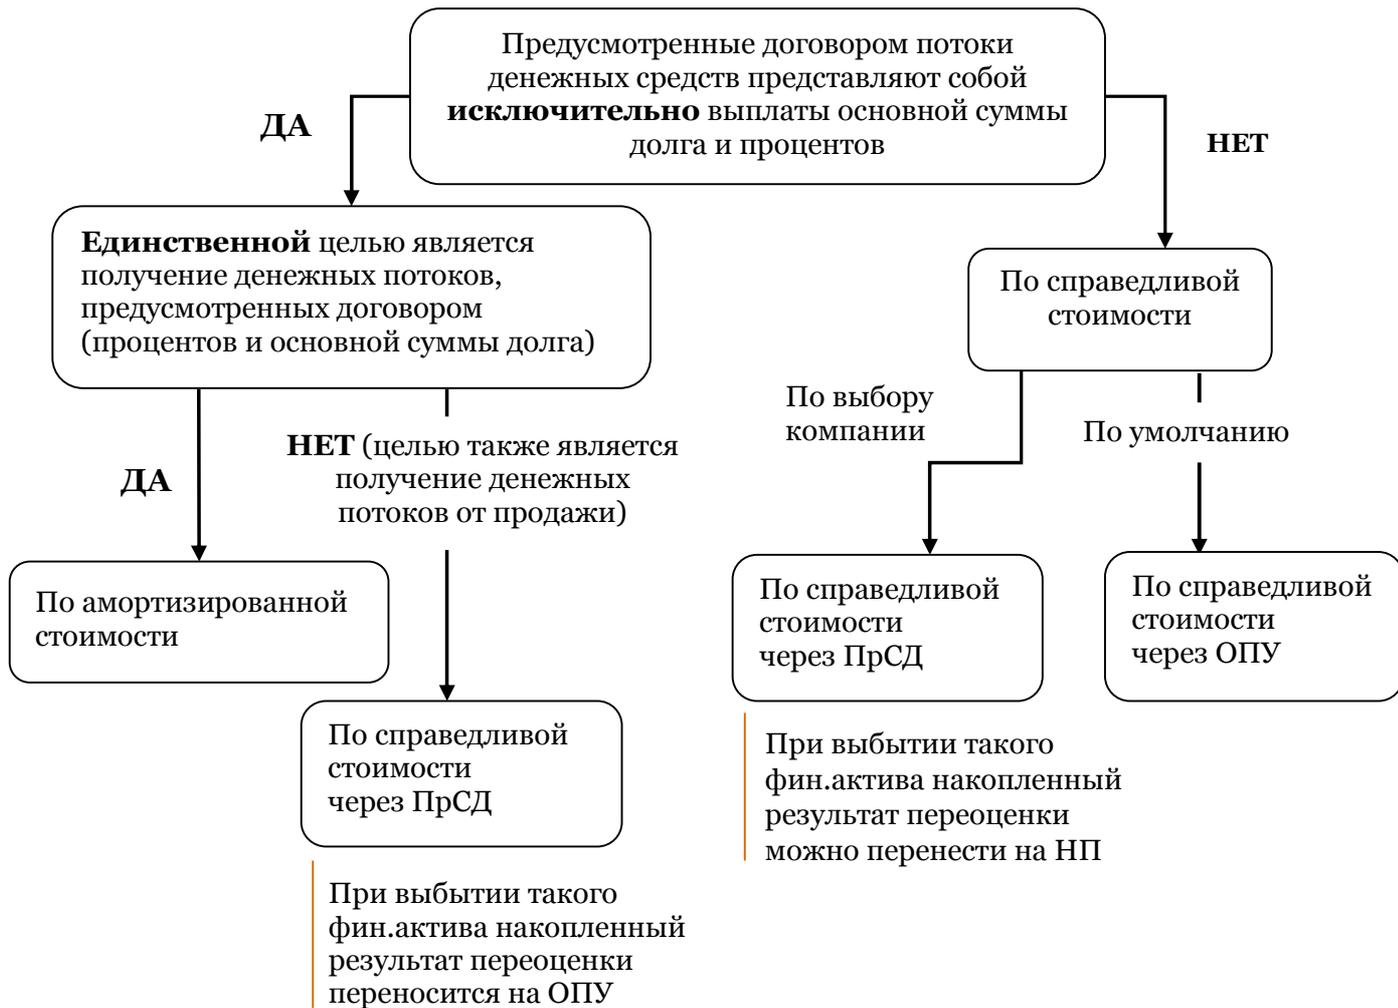 Предусмотренные договором потоки
денежных средств представляют собой
исключительно выплаты основной суммы
долга и процентов
ДА
НЕТ
Единственной целью является
получение денежных потоков,
предусмотренных договором
(процентов и основной суммы долга)
По справедливой
стоимости
По выбору
компании
По умолчанию
ДА
НЕТ (целью также является
получение денежных
потоков от продажи)
По амортизированной
стоимости
По справедливой
стоимости
через ПрСД
По справедливой
стоимости
через ОПУ
По справедливой
стоимости
через ПрСД
При выбытии такого
фин.актива накопленный
результат переоценки
можно перенести на НП
При выбытии такого
фин.актива накопленный
результат переоценки
переносится на ОПУ